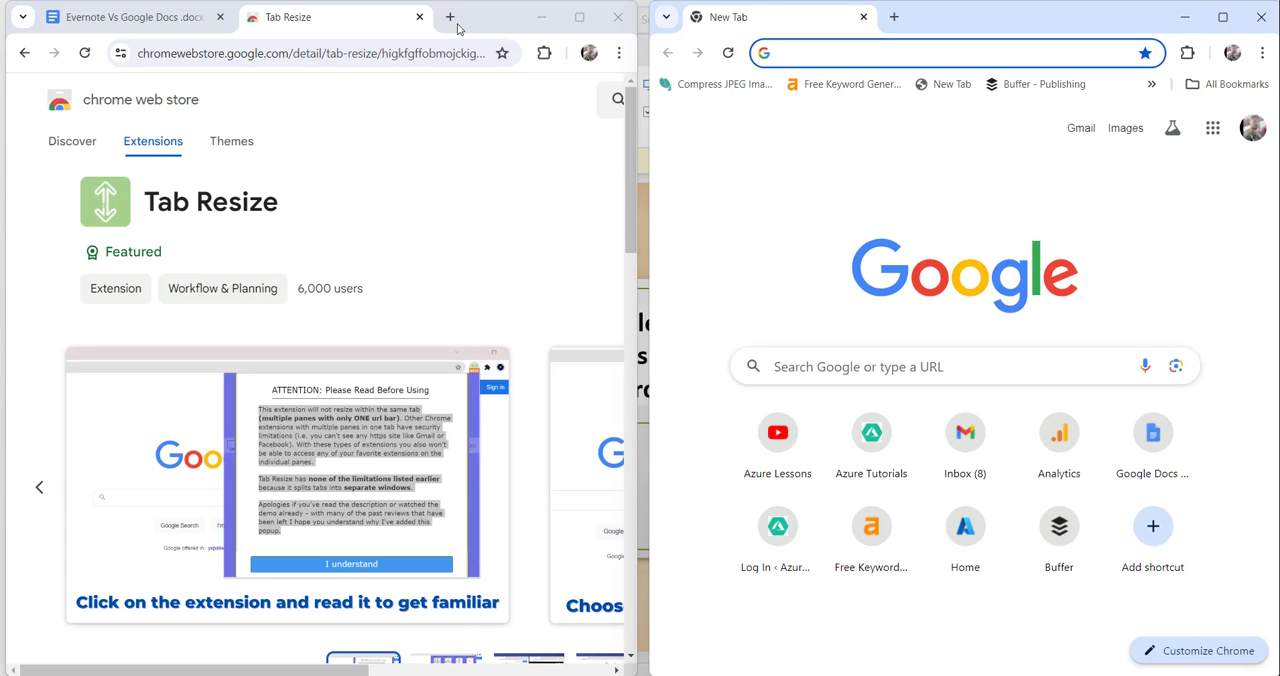 Evernote Vs Google Docs .docx
Tab Resize
chromewebstore.google.com/detail/tab-resize/higkfgffobmojckig...
chrome web store
Discover
Extensions
Themes
Tab Resize
Featured
Extension
Workflow & Planning
6,000 users
Sign in
ATTENTION: Please Read Before Using
This extension will not resize within the same tab
(multiple panes with only ONE url bar). Other Chrome
extensions with multiple panes in one tab have security
limitations (i.e. you can't see any https site like Gmail or
Facebook). With these types of extensions you also won't
be able to access any of your favorite extensions on the
individual panes.
Tab Resize has none of the limitations listed earlier
because it splits tabs into separate windows.
Apologies if you've read the description or watched the
demo already - with many of the past reviews that have
been left I hope you understand why I've added this
popup.
I understand
Goo
Google Search
I'm
Google offered in:
Click on the extension and read it to get familiar
G
Choos
New Tab
Compress JPEG Ima...
Free Keyword Gener...
New Tab
Buffer - Publishing
All Bookmarks
Gmail
Images
Google
Search Google or type a URL
Azure Lessons
Azure Tutorials
Inbox (8)
Analytics
Google Docs ...
Log In ‹ Azur...
Free Keyword...
Home
Buffer
Add shortcut
Customize Chrome